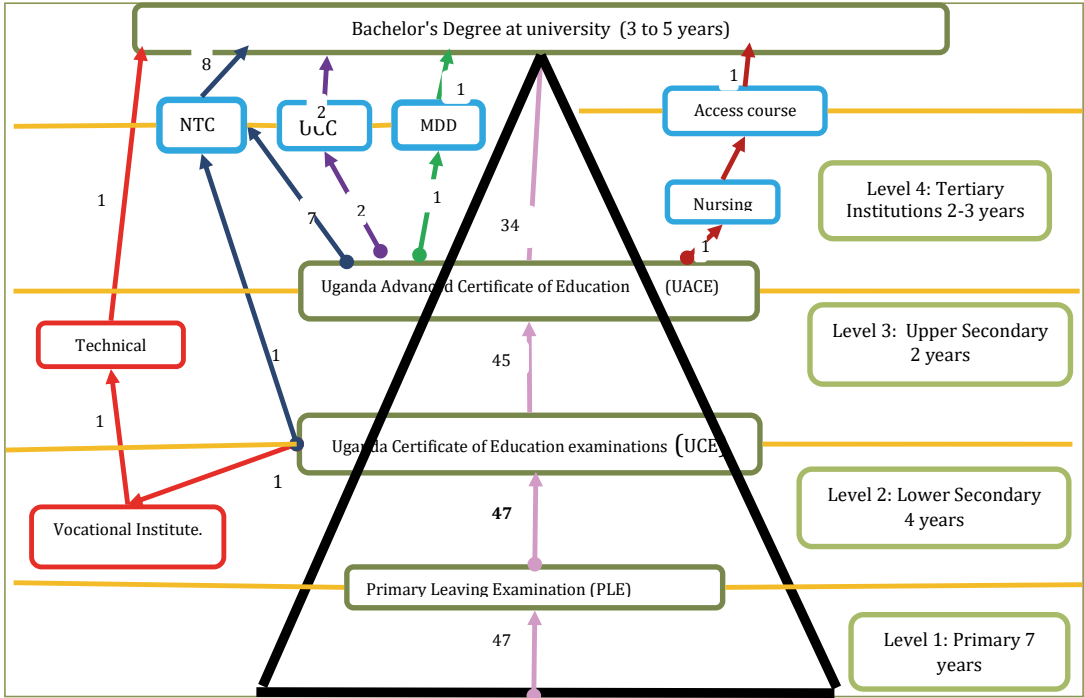 Bachelor's Degree at university (3 to 5 years)
8
1
1
2
NTC
UCC
MDD
Access course
Level 4: Tertiary
Institutions 2-3 years
Nursing
1
1
7
2
34
1
Uganda Advanced Certificate of Education (UACE)
Level 3: Upper Secondary
2 years
Technical
1
45
1
Uganda Certificate of Education examinations (UCE)
1
Level 2: Lower Secondary
4 years
47
Vocational Institute.
Primary Leaving Examination (PLE)
Level 1: Primary 7
years
47